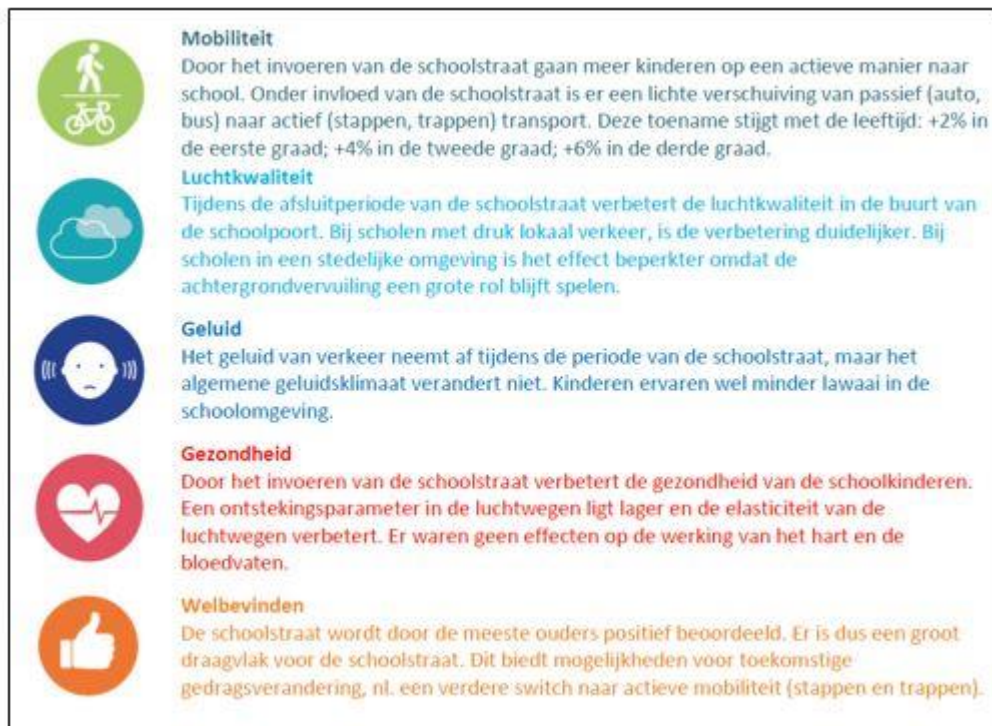 Mobiliteit
Door het invoeren van de schoolstraat gaan meer kinderen op een actieve manier naar
school. Onder invloed van de schoolstraat is er een lichte verschuiving van passief (auto,
bus) naar actief (stappen, trappen) transport. Deze toename stijgt met de leeftijd: +2% in
de eerste graad; +4% in de tweede graad; +6% in de derde graad.
Luchtkwaliteit
Tijdens de afsluitperiode van de schoolstraat verbetert de luchtkwaliteit in de buurt van
de schoolpoort. Bij scholen met druk lokaal verkeer, is de verbetering duidelijker. Bij
scholen in een stedelijke omgeving is het effect beperkter omdat de
achtergrondvervuiling een grote rol blijft spelen.
Geluid
Het geluid van verkeer neemt af tijdens de periode van de schoolstraat, maar het
algemene geluidsklimaat verandert niet. Kinderen ervaren wel minder lawaai in de
schoolomgeving.
Gezondheid
Door het invoeren van de schoolstraat verbetert de gezondheid van de schoolkinderen.
Een ontstekingsparameter in de luchtwegen ligt lager en de elasticiteit van de
luchtwegen verbetert. Er waren geen effecten op de werking van het hart en de
bloedvaten.
Welbevinden
De schoolstraat wordt door de meeste ouders positief beoordeeld. Er is dus een groot
draagvlak voor de schoolstraat. Dit biedt mogelijkheden voor toekomstige
gedragsverandering, nl. een verdere switch naar actieve mobiliteit (stappen en trappen).